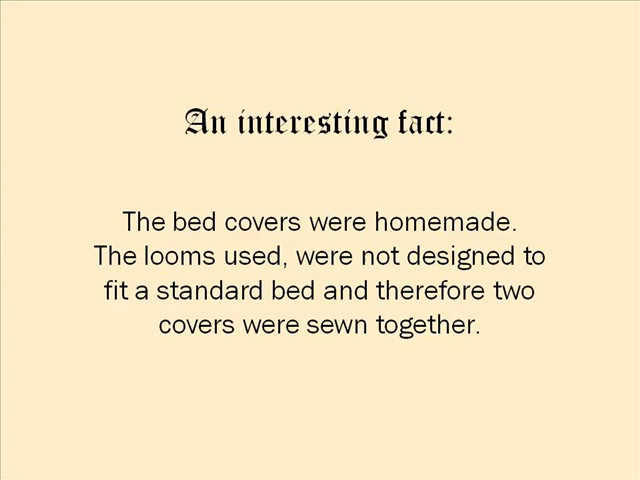 An interesting fact:
The bed covers were homemade.
The looms used, were not designed to
fit a standard bed and therefore two
covers were sewn together.